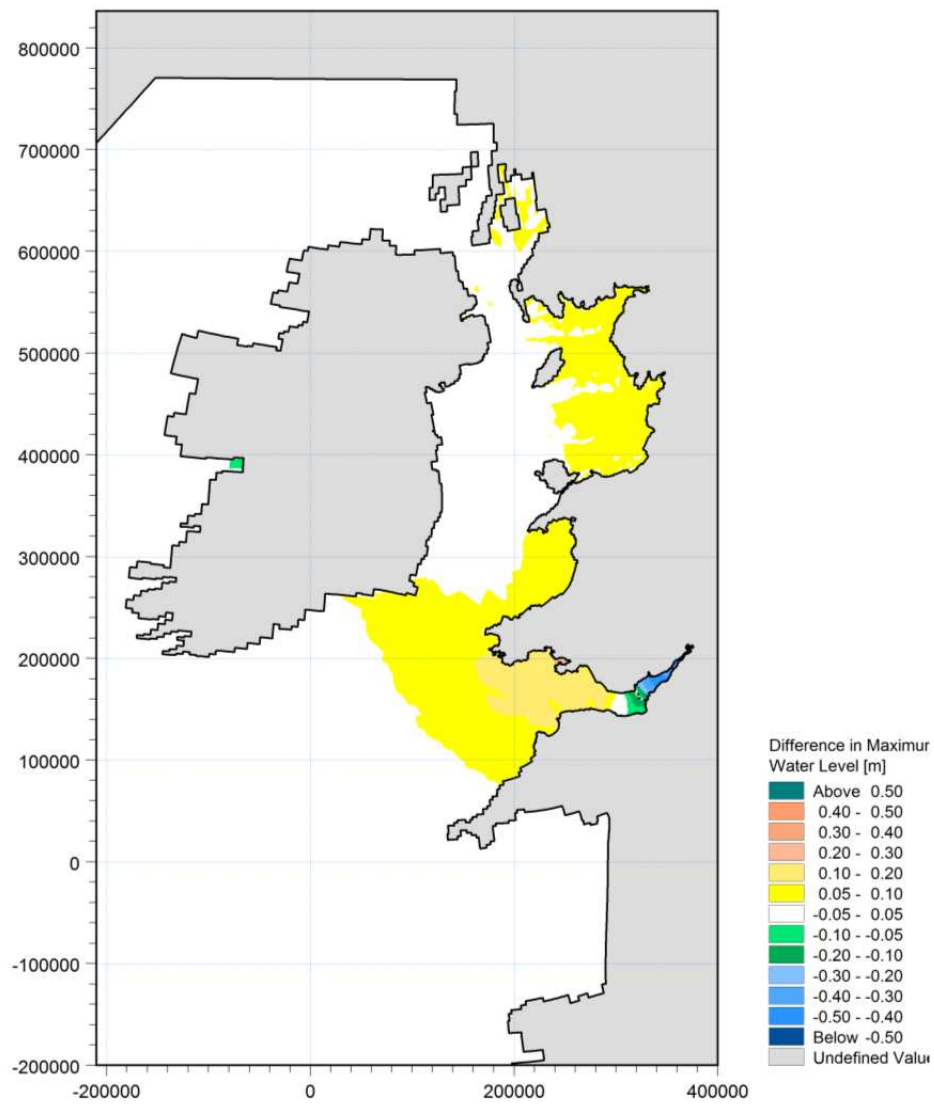 800000
700000
600000
500000
400000
300000
200000
100000
0
-100000
-200000
-200000 0 200000 400000
Difference in Maximur
Water Level [m]
Above 0.50
0.40 - 0.50
0.30 - 0.40
0.20 - 0.30
0.10 - 0.20
0.05 - 0.10
-0.05 - 0.05
-0.10 - -0.05
-0.20 - -0.10
-0.30 - -0.20
-0.40 - -0.30
-0.50 - -0.40
Below -0.50
Undefined Valu